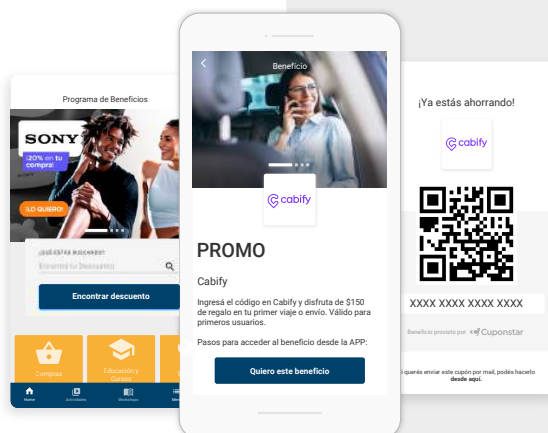 Programa de Beneficios
SONY
¡20% en tu
compra!
¡LO QUIERO!
¿QUÉ ESTÁS BUSCANDO?
Encontrá tu Descuento
Encontrar descuento
Compras
Educación y
Cursos
Home
Actividades
Workshops
Beneficio
cabify
PROMO
Cabify
Ingresá el código en Cabify y disfruta de $150
de regalo en tu primer viaje o envío. Válido para
primeros usuarios.
Pasos para acceder al beneficio desde la APP:
Quiero este beneficio
¡Ya estás ahorrando!
cabify
XXXX XXXX XXXX XXXX
Beneficio provisto por Cuponstar
querés enviar este cupón por mail, podés hacerlo
desde aquí.